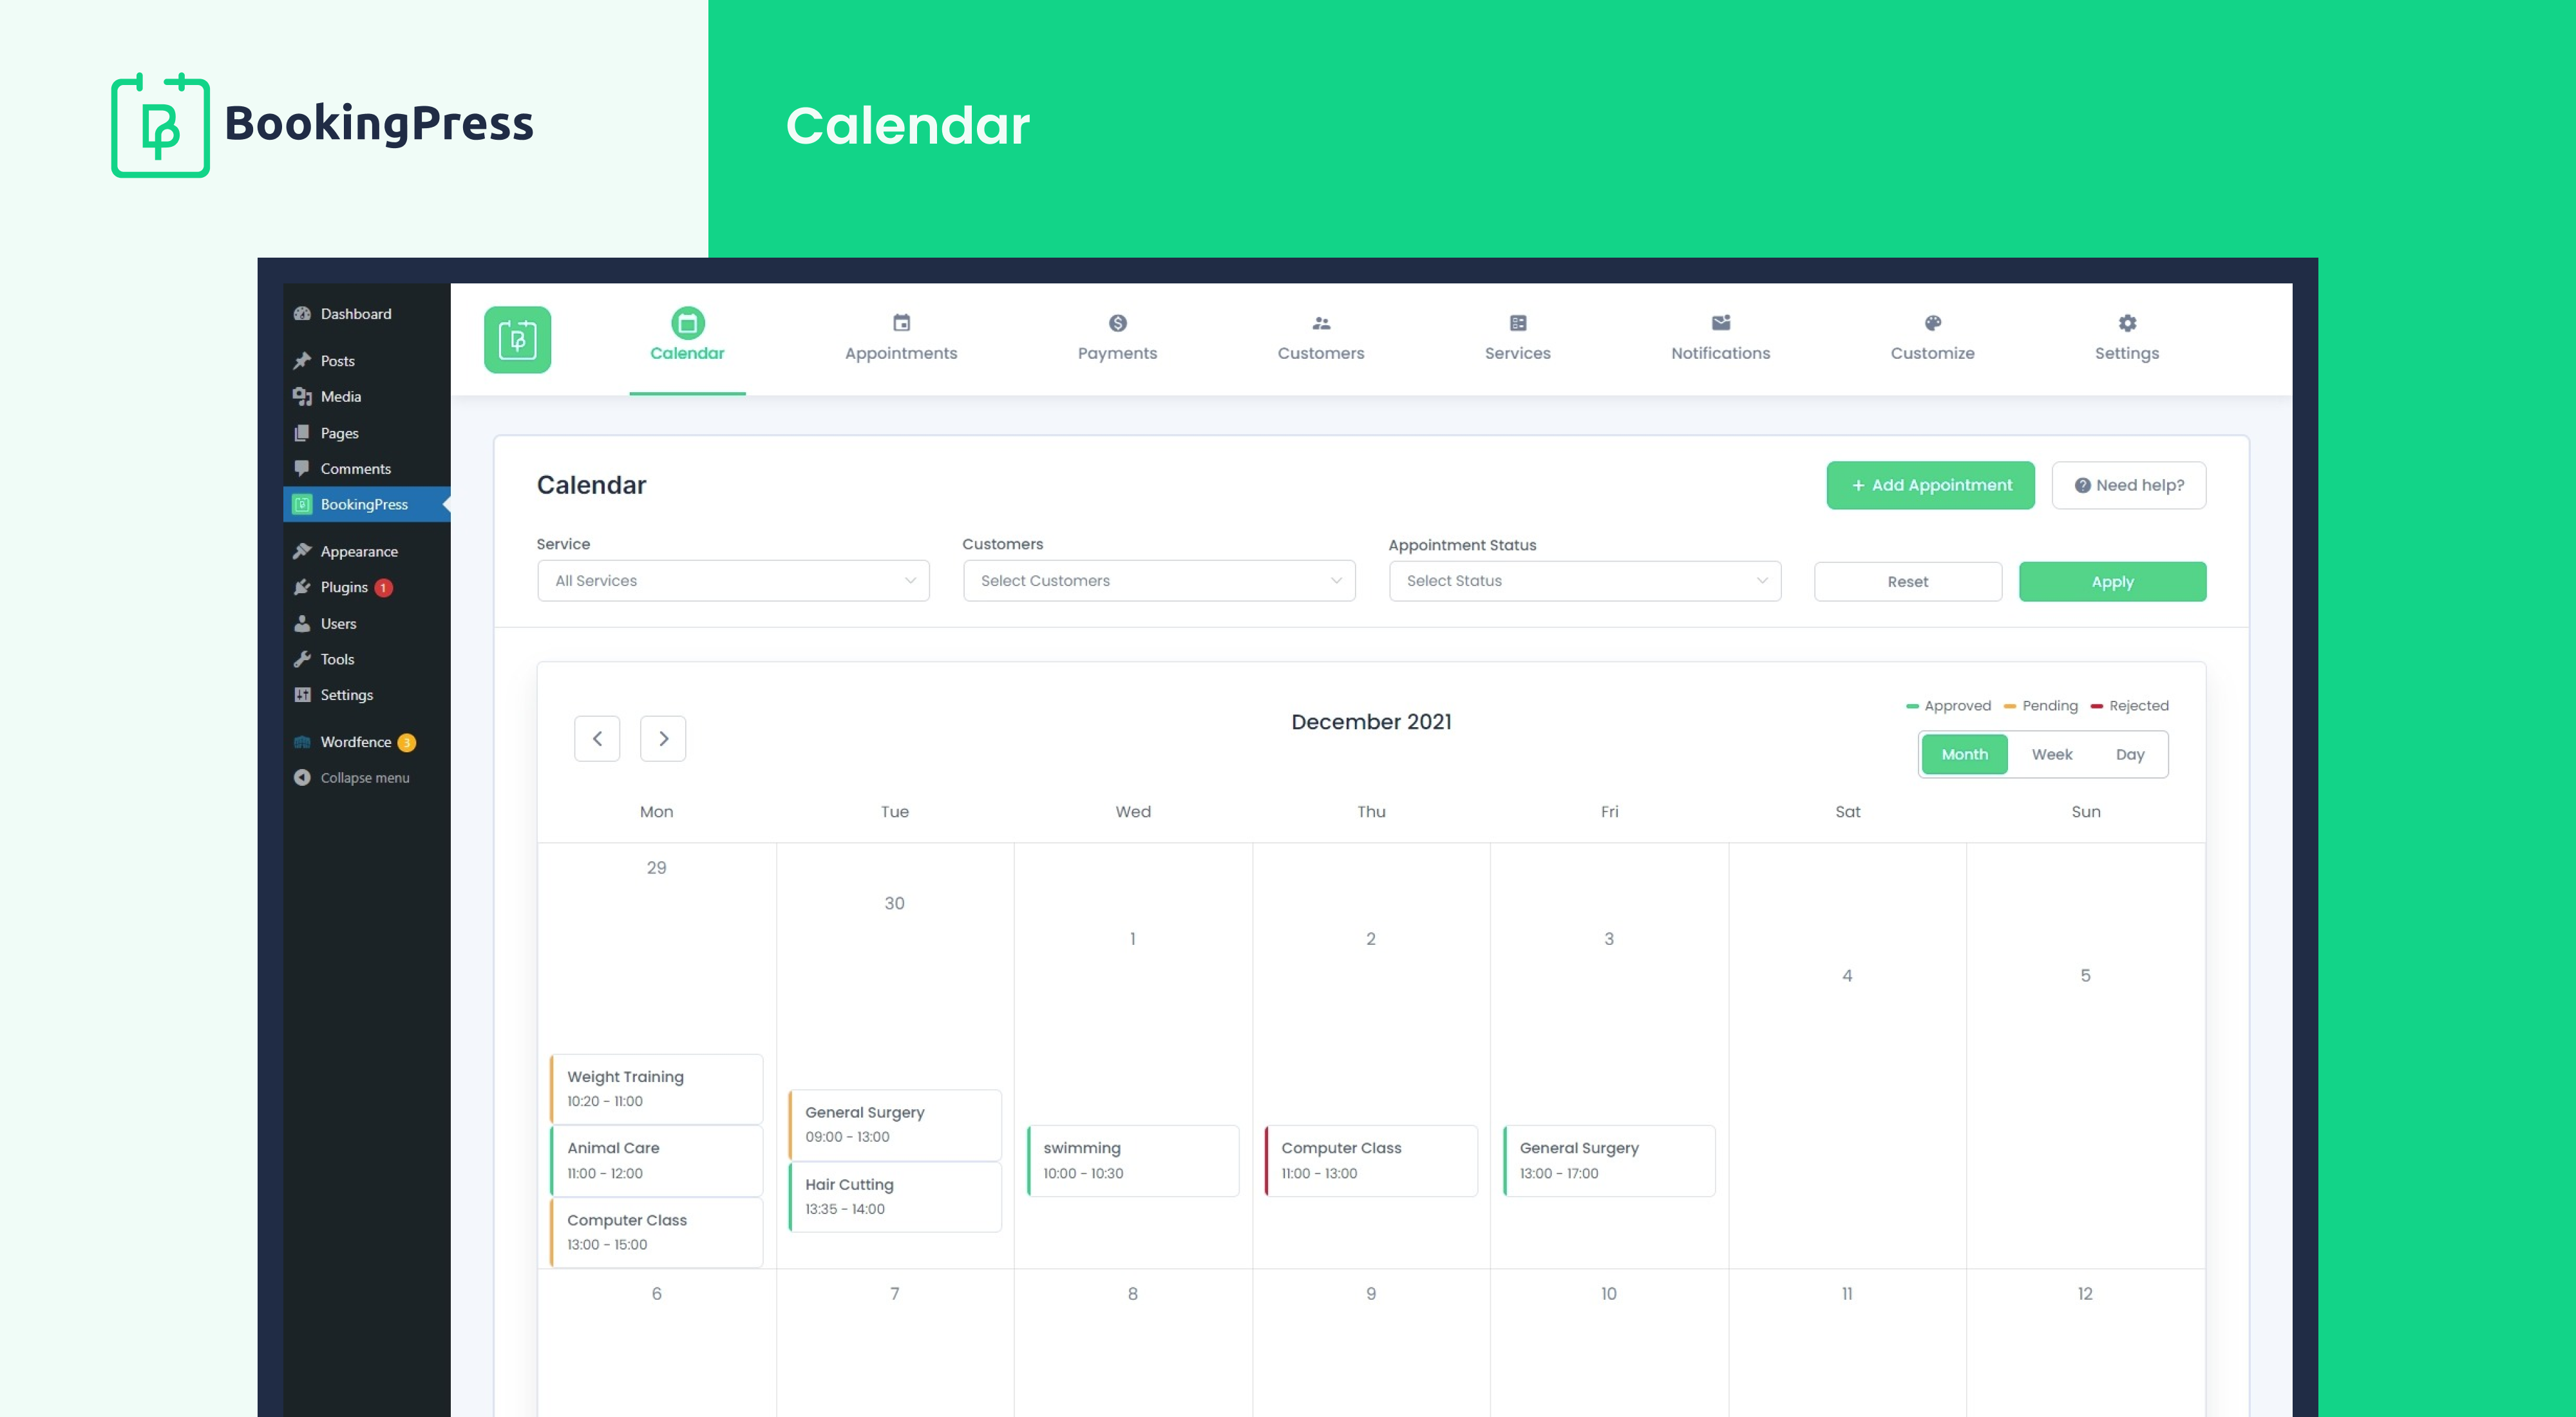 BookingPress
Calendar
Dashboard
Posts
Media
Pages
Comments
BookingPress
Appearance
Plugins 1
Users
Tools
Settings
Wordfence 3
Collapse menu
Calendar
Appointments
Payments
Customers
Services
Notifications
Customize
Settings
Calendar
+ Add Appointment
? Need help?
Service
Customers
Appointment Status
All Services
Select Customers
Select Status
Reset
Apply
December 2021
Approved
Pending
Rejected
Month
Week
Day
Mon
Tue
Wed
Thu
Fri
Sat
Sun
29
30
1
2
3
4
5
Weight Training
10:20 - 11:00
Animal Care
11:00 - 12:00
Computer Class
13:00 - 15:00
General Surgery
09:00 - 13:00
Hair Cutting
13:35 - 14:00
swimming
10:00 - 10:30
Computer Class
11:00 - 13:00
General Surgery
13:00 - 17:00
6
7
8
9
10
11
12